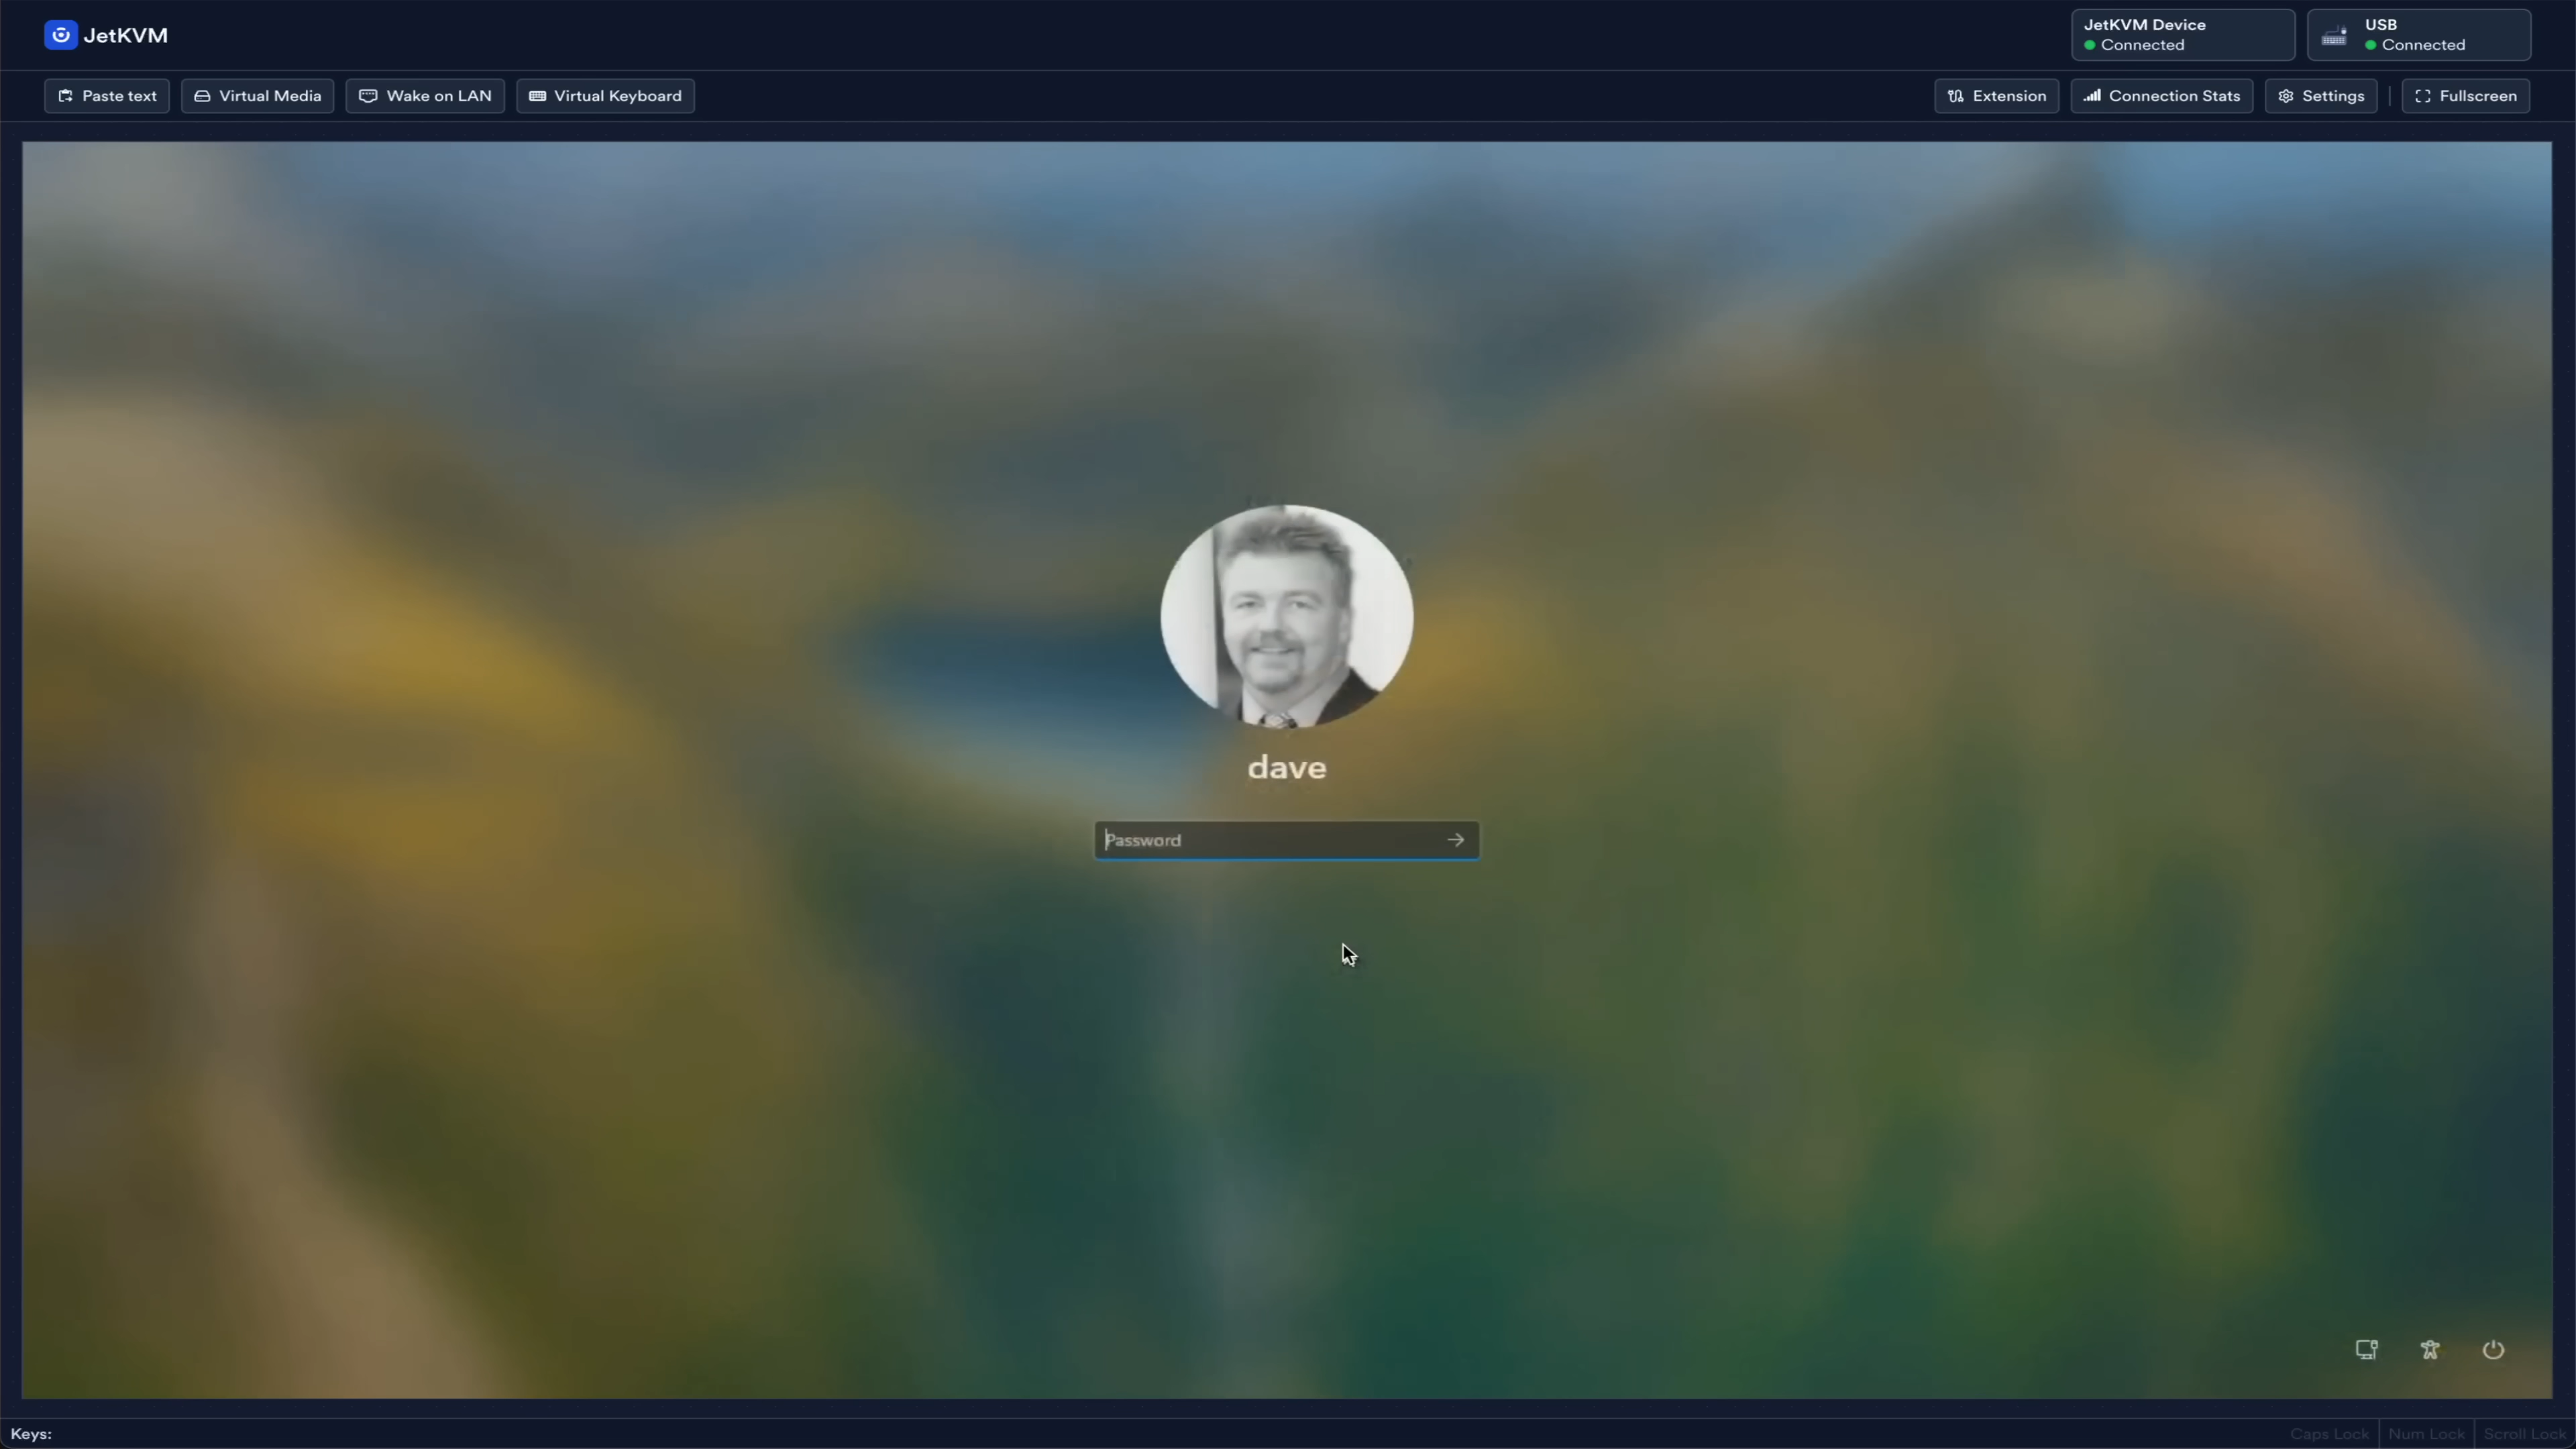 JetKVM
JetKVM Device
Connected
USB
Connected
Paste text
Virtual Media
Wake on LAN
Virtual Keyboard
Extension
Connection Stats
Settings
Fullscreen
dave
Password
Keys:
Caps Lock
Num Lock
Scroll Lock